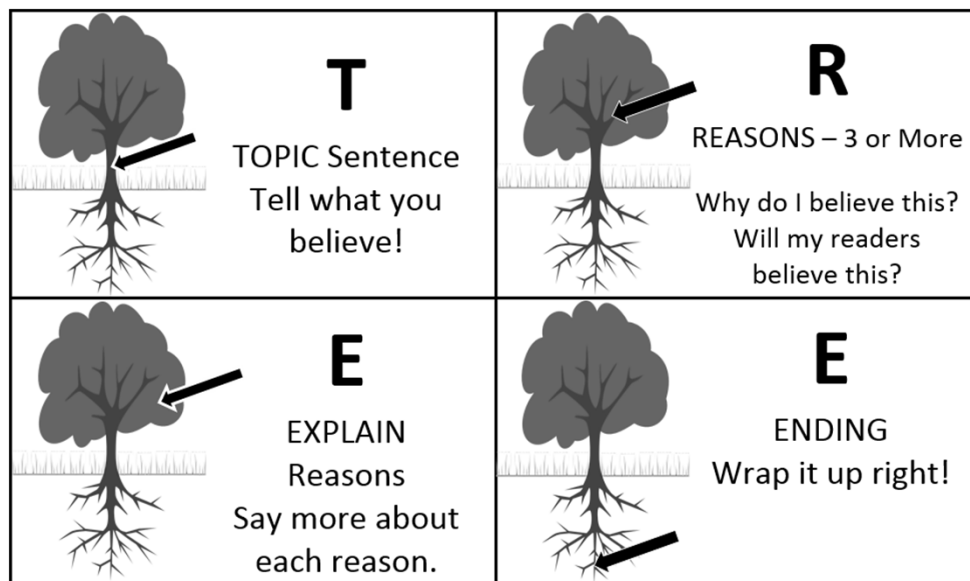 T
TOPIC Sentence
Tell what you
believe!
R
REASONS – 3 or More
Why do I believe this?
Will my readers
believe this?
E
EXPLAIN
Reasons
Say more about
each reason.
E
ENDING
Wrap it up right!